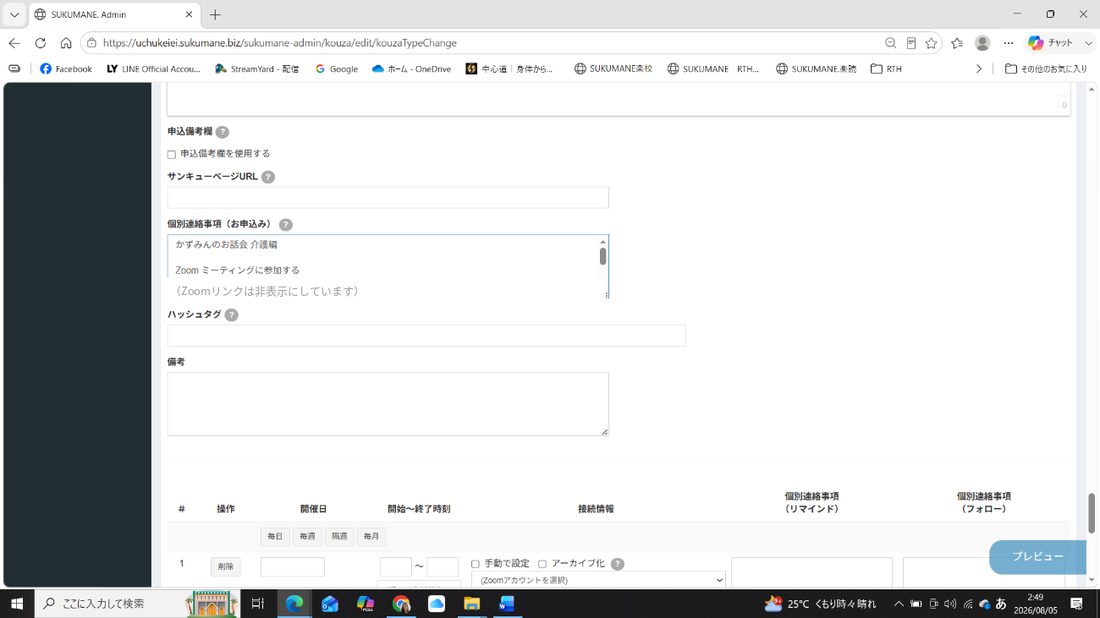 SUKUMANE. Admin
https://uchukeiei.sukumane.biz/sukumane-admin/kouza/edit/kouzaTypeChange
チャット
Facebook
LINE Official Accou...
StreamYard - 配信
Google
ホーム - OneDrive
中心道｜身体から...
SUKUMANE楽校
SUKUMANE RTH...
SUKUMANE.楽読
RTH
その他のお気に入り
0
申込備考欄 ?
申込備考欄を使用する
サンキューページURL ?
個別連絡事項（お申込み） ?
かずみんのお話会 介護編
Zoom ミーティングに参加する
（Zoomリンクは非表示にしています）
ハッシュタグ ?
備考
# 操作 開催日 開始～終了時刻 接続情報 個別連絡事項
（リマインド） 個別連絡事項
（フォロー）
毎日 毎週 隔週 毎月
1 削除 ～ 手動で設定 アーカイブ化 ?
(Zoomアカウントを選択)
プレビュー
ここに入力して検索
25°C くもり時々晴れ
あ
2:49
2026/08/05